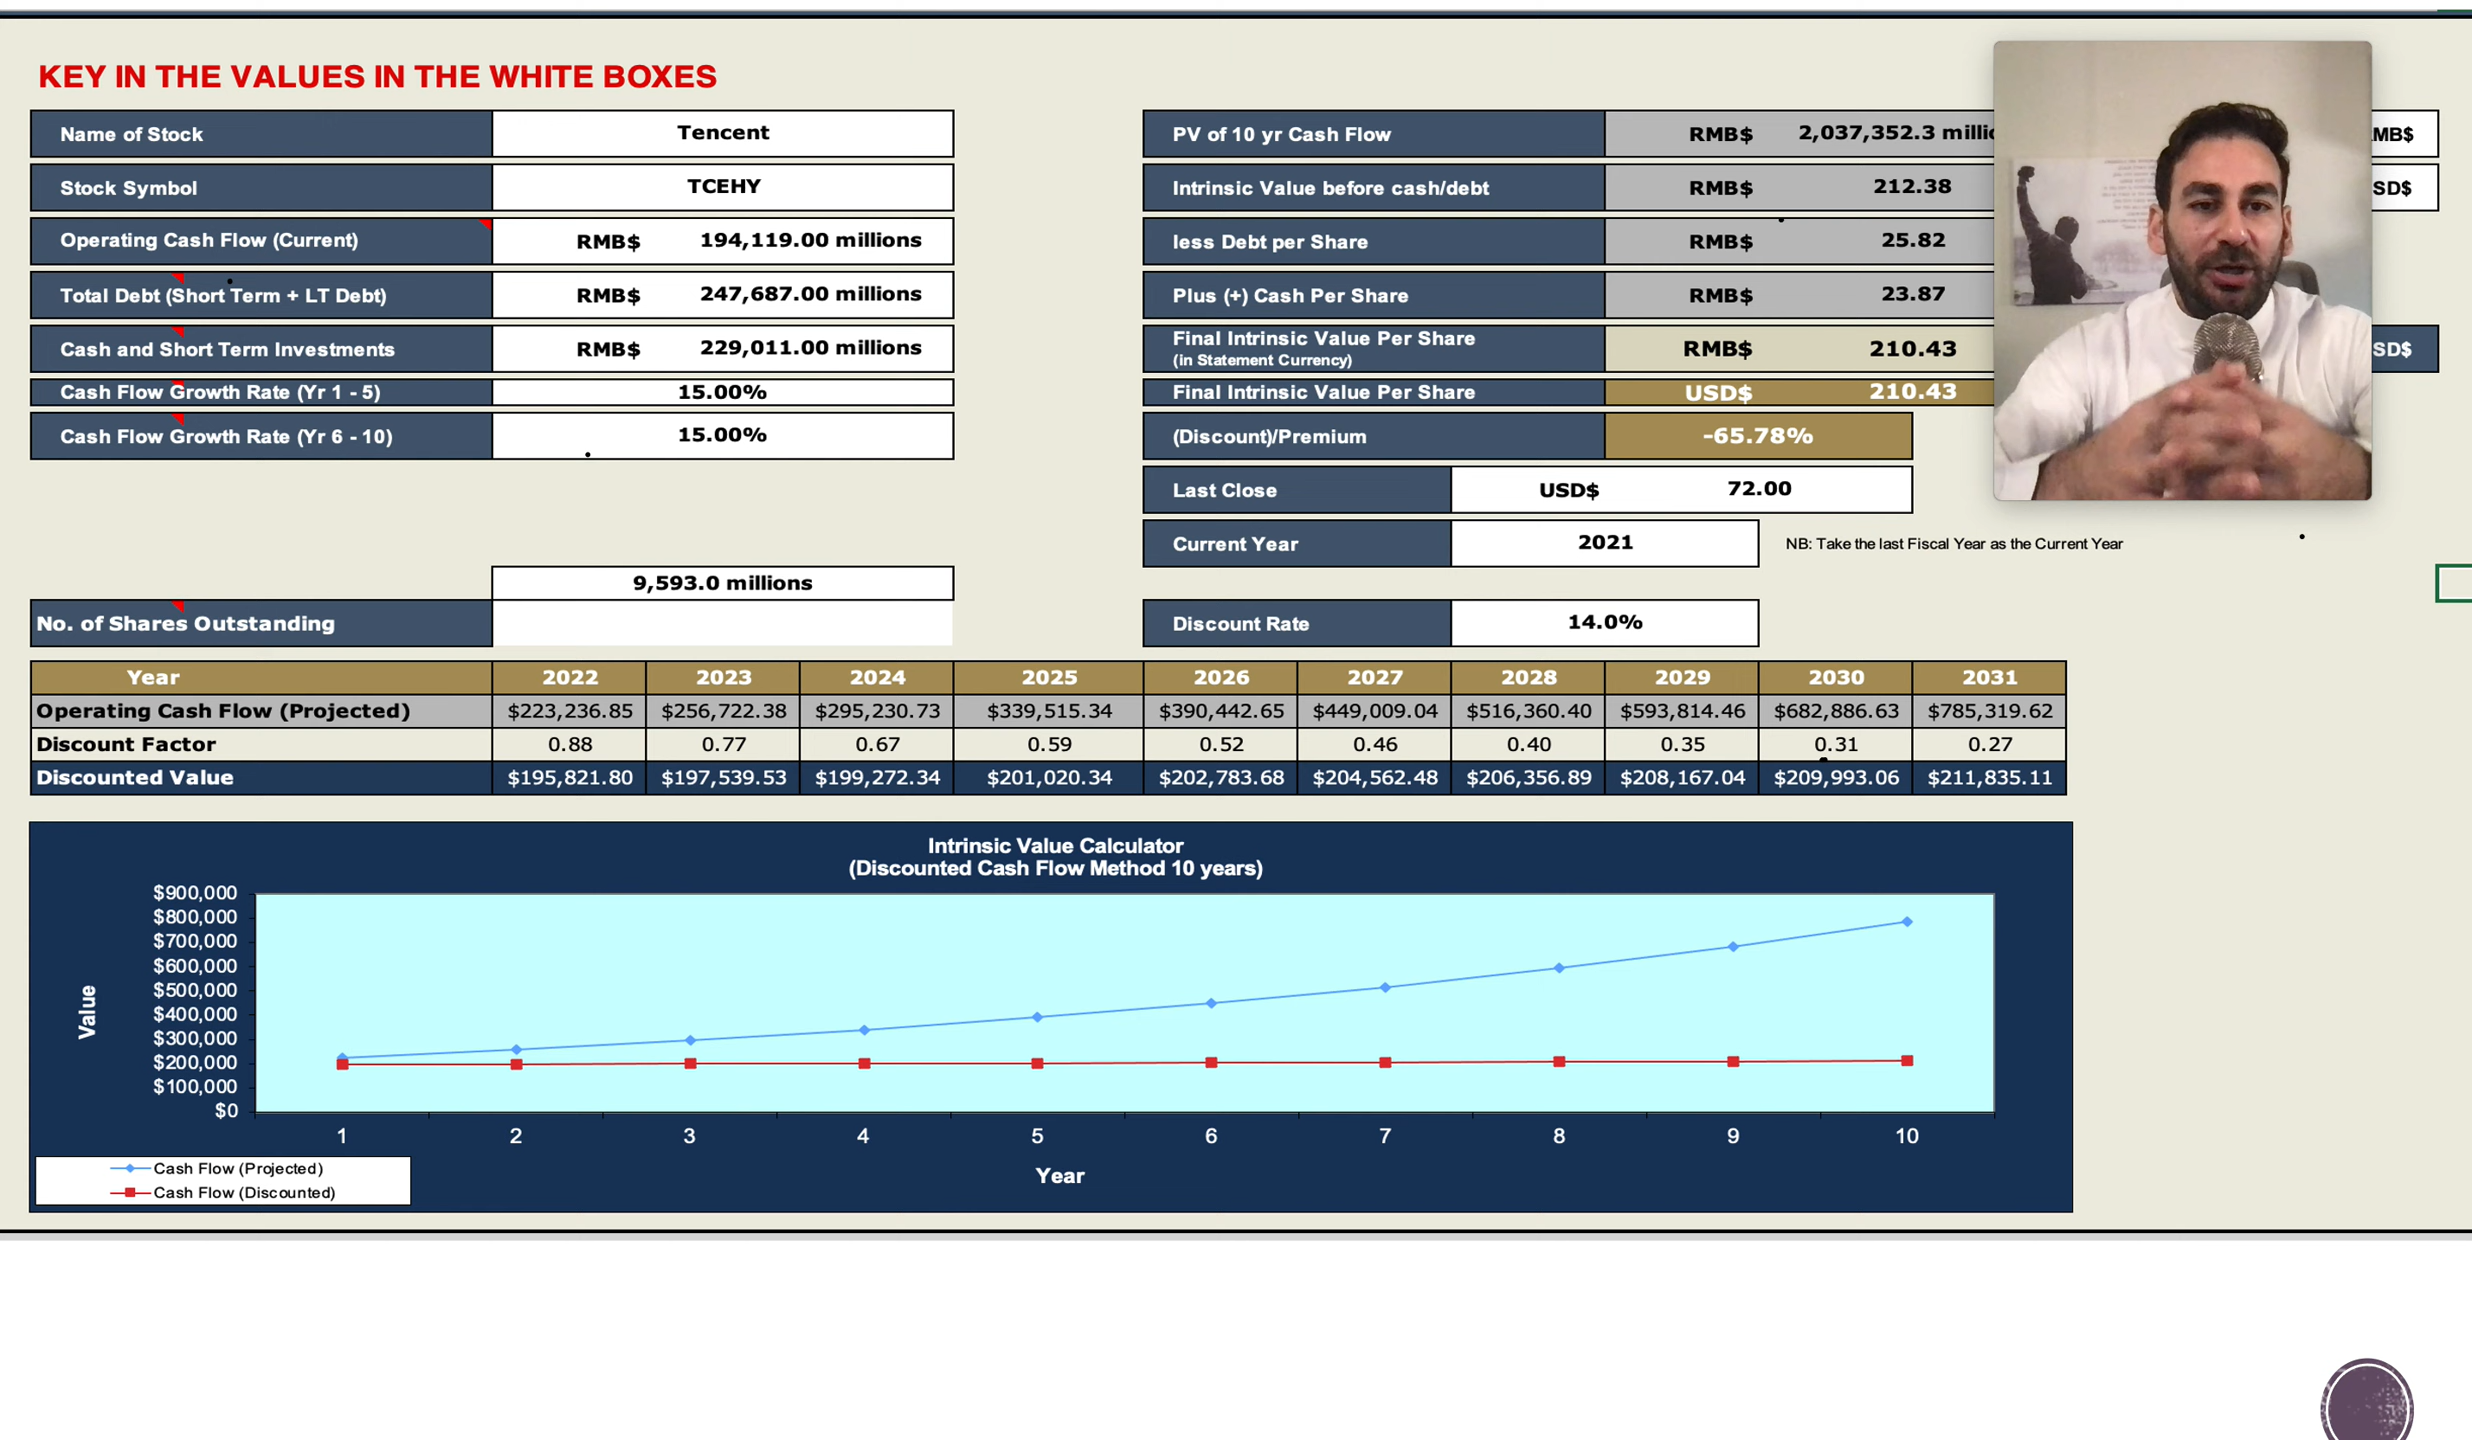 KEY IN THE VALUES IN THE WHITE BOXES
Name of Stock Tencent
Stock Symbol TCEHY
Operating Cash Flow (Current) RMB$ 194,119.00 millions
Total Debt (Short Term + LT Debt) RMB$ 247,687.00 millions
Cash and Short Term Investments RMB$ 229,011.00 millions
Cash Flow Growth Rate (Yr 1 - 5) 15.00%
Cash Flow Growth Rate (Yr 6 - 10) 15.00%
9,593.0 millions
No. of Shares Outstanding
PV of 10 yr Cash Flow RMB$ 2,037,352.3
MB$
Intrinsic Value before cash/debt RMB$ 212.38
SD$
less Debt per Share RMB$ 25.82
Plus (+) Cash Per Share RMB$ 23.87
Final Intrinsic Value Per Share
(in Statement Currency) RMB$ 210.43
SD$
Final Intrinsic Value Per Share USD$ 210.43
(Discount)/Premium -65.78%
Last Close USD$ 72.00
Current Year 2021 NB: Take the last Fiscal Year as the Current Year
Discount Rate 14.0%
Year 2022 2023 2024 2025 2026 2027 2028 2029 2030 2031
Operating Cash Flow (Projected) $223,236.85 $256,722.38 $295,230.73 $339,515.34 $390,442.65 $449,009.04 $516,360.40 $593,814.46 $682,886.63 $785,319.62
Discount Factor 0.88 0.77 0.67 0.59 0.52 0.46 0.40 0.35 0.31 0.27
Discounted Value $195,821.80 $197,539.53 $199,272.34 $201,020.34 $202,783.68 $204,562.48 $206,356.89 $208,167.04 $209,993.06 $211,835.11
Intrinsic Value Calculator
(Discounted Cash Flow Method 10 years)
$900,000
$800,000
$700,000
$600,000
$500,000
$400,000
$300,000
$200,000
$100,000
$0
Value
1 2 3 4 5 6 7 8 9 10
Year
Cash Flow (Projected)
Cash Flow (Discounted)